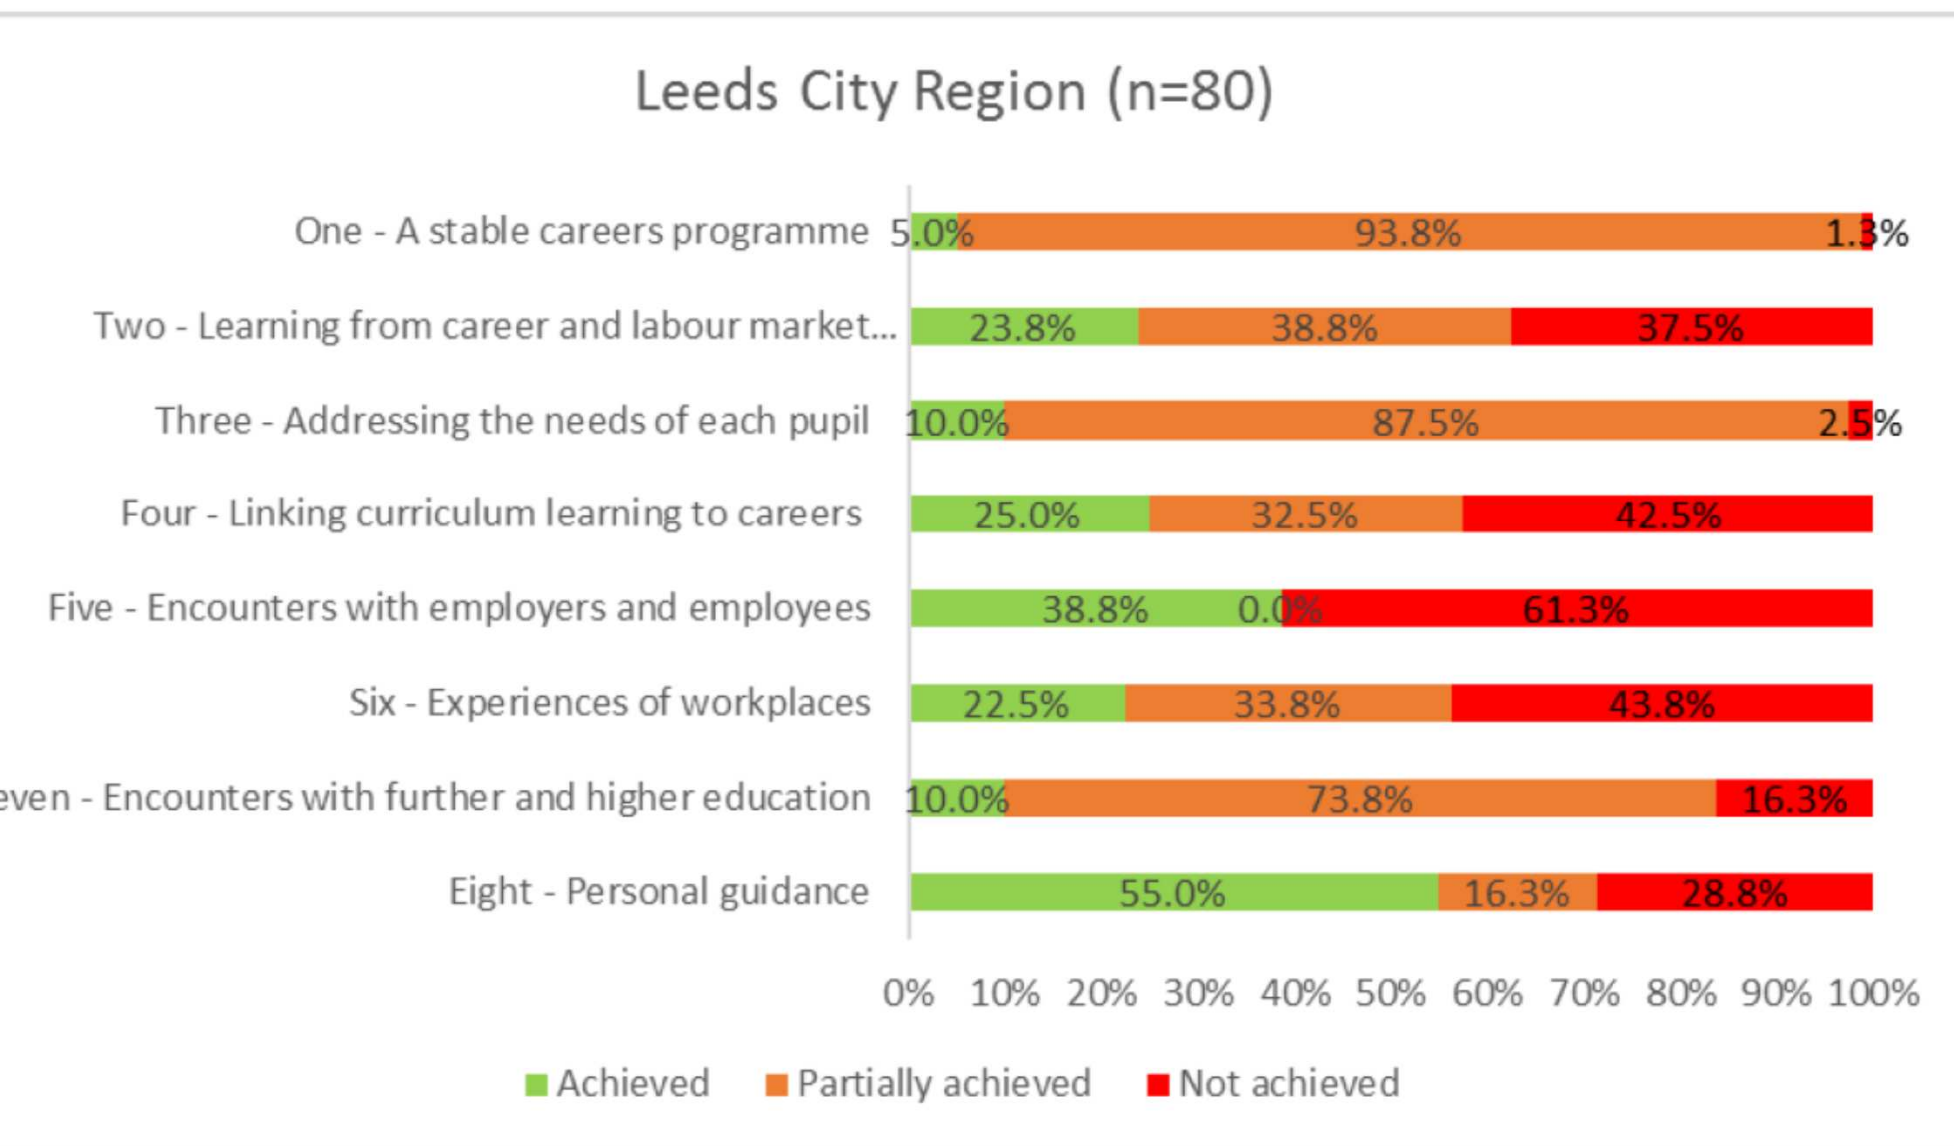 Leeds City Region (n=80)
One - A stable careers programme 5.0% 93.8% 1.3%
Two - Learning from career and labour market... 23.8% 38.8% 37.5%
Three - Addressing the needs of each pupil 10.0% 87.5% 2.5%
Four - Linking curriculum learning to careers 25.0% 32.5% 42.5%
Five - Encounters with employers and employees 38.8% 0.0% 61.3%
Six - Experiences of workplaces 22.5% 33.8% 43.8%
even - Encounters with further and higher education 10.0% 73.8% 16.3%
Eight - Personal guidance 55.0% 16.3% 28.8%
0% 10% 20% 30% 40% 50% 60% 70% 80% 90% 100%
Achieved Partially achieved Not achieved